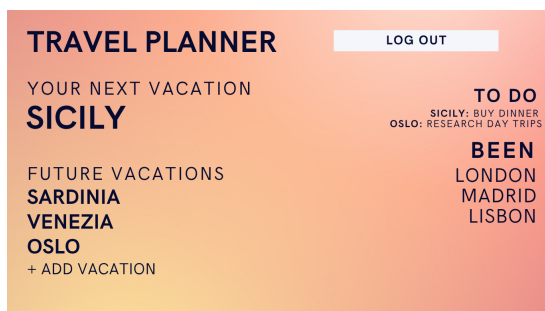 TRAVEL PLANNER
LOG OUT
YOUR NEXT VACATION
SICILY
FUTURE VACATIONS
SARDINIA
VENEZIA
OSLO
+ ADD VACATION
TO DO
SICILY: BUY DINNER
OSLO: RESEARCH DAY TRIPS
BEEN
LONDON
MADRID
LISBON